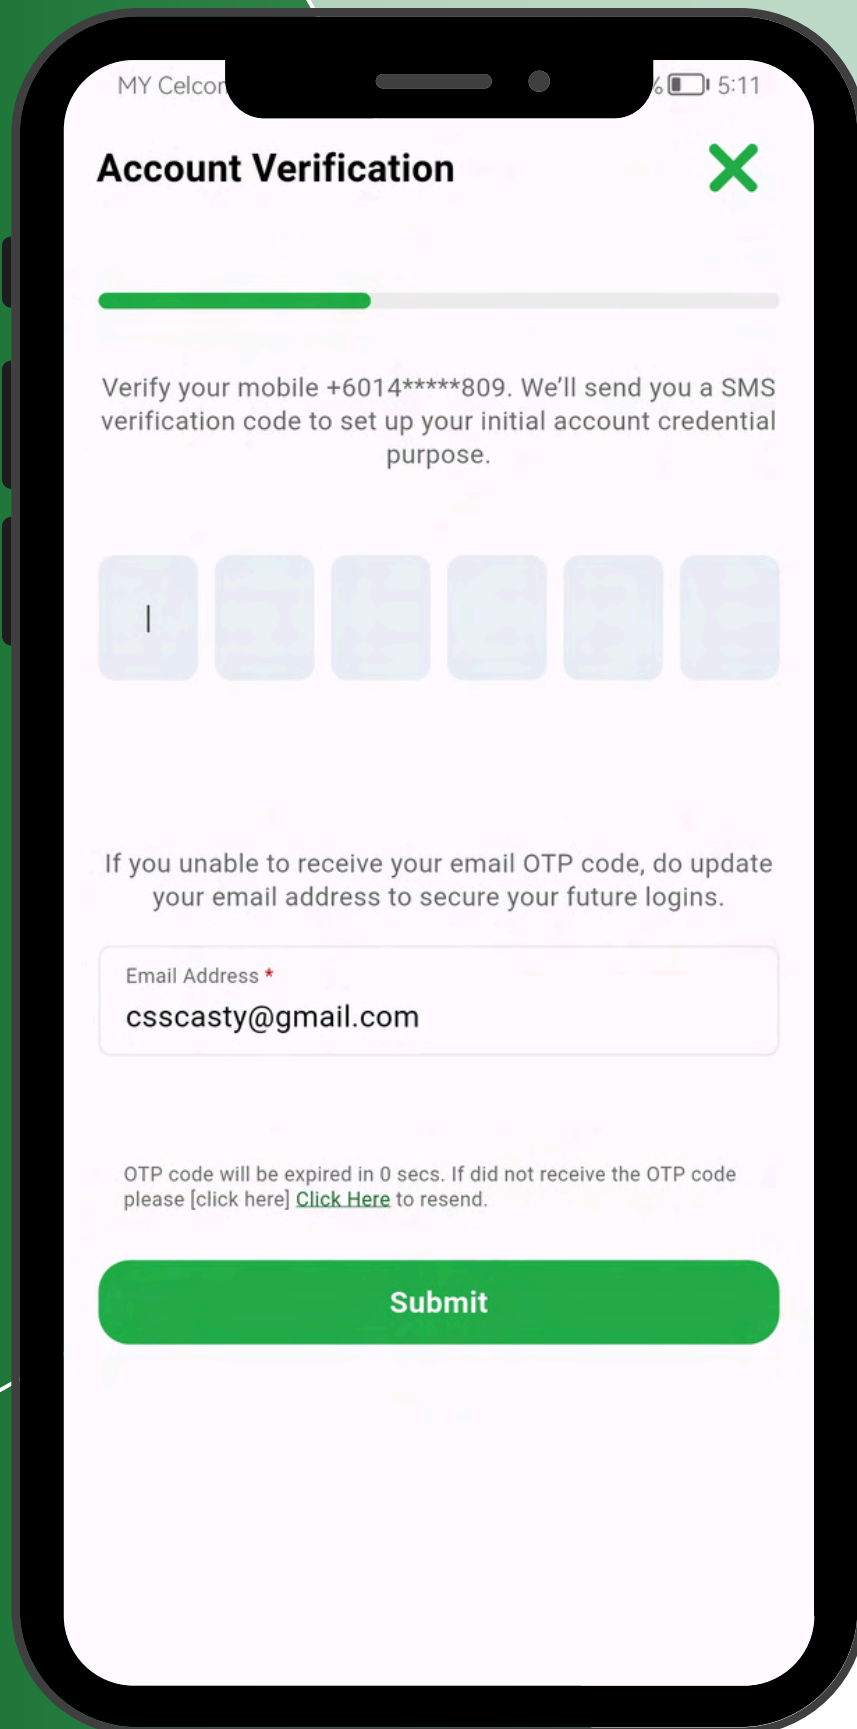 MY Celcom 5:11
Account Verification
Verify your mobile +6014*****809. We’ll send you a SMS
verification code to set up your initial account credential
purpose.
If you unable to receive your email OTP code, do update
your email address to secure your future logins.
Email Address *
csscasty@gmail.com
OTP code will be expired in 0 secs. If did not receive the OTP code
please [click here] Click Here to resend.
Submit